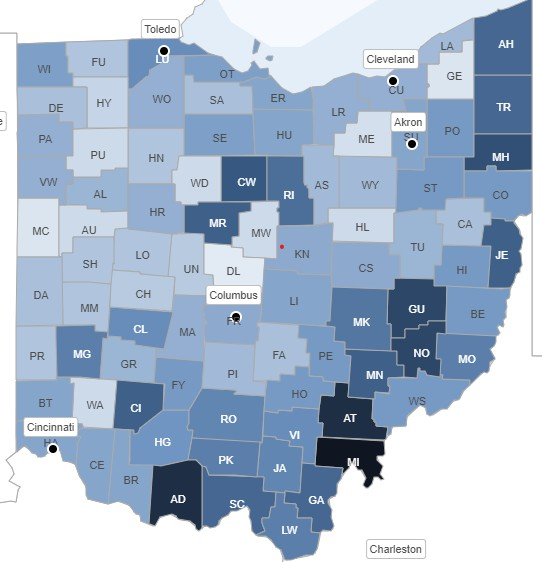 Toledo
LA
AH
WI
FU
LU
OT
Cleveland
GE
CU
DE
HY
WO
SA
ER
LR
TR
e
Akron
PA
SE
HU
ME
SU
PO
PU
HN
MH
VW
AL
WD
CW
RI
AS
WY
ST
CO
MC
AU
HR
MR
MW
HL
CA
SH
LO
UN
DL
KN
CS
TU
HI
JE
DA
MM
CH
Columbus
LI
GU
BE
CL
MA
FR
MK
PR
MG
GR
FA
PE
NO
MO
FY
PI
MN
BT
WA
CI
HO
WS
Cincinnati
HA
RO
AT
HG
VI
CE
BR
PK
JA
MI
AD
SC
GA
LW
Charleston